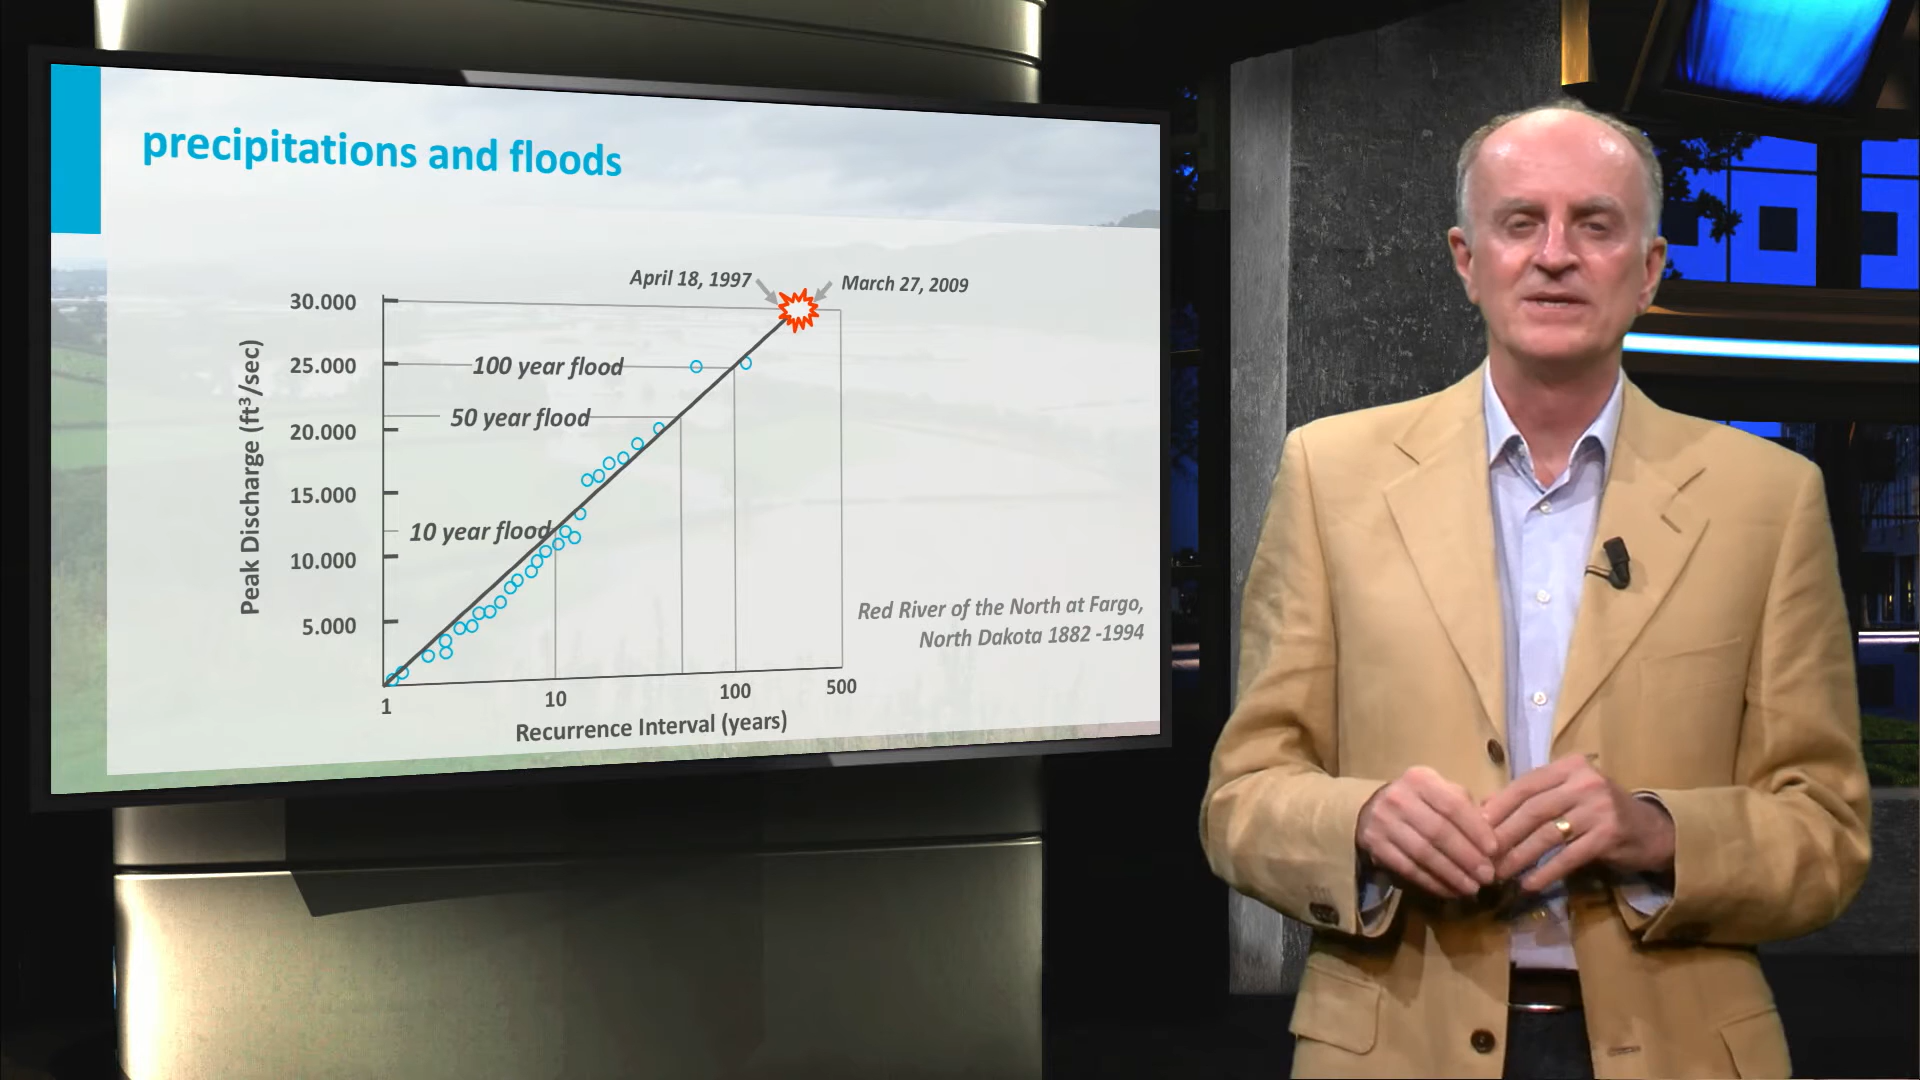 precipitations and floods
April 18, 1997
March 27, 2009
30.000
25.000
20.000
15.000
10.000
5.000
Peak Discharge (ft³/sec)
100 year flood
50 year flood
10 year flood
Red River of the North at Fargo,
North Dakota 1882 -1994
1
10
100
500
Recurrence Interval (years)